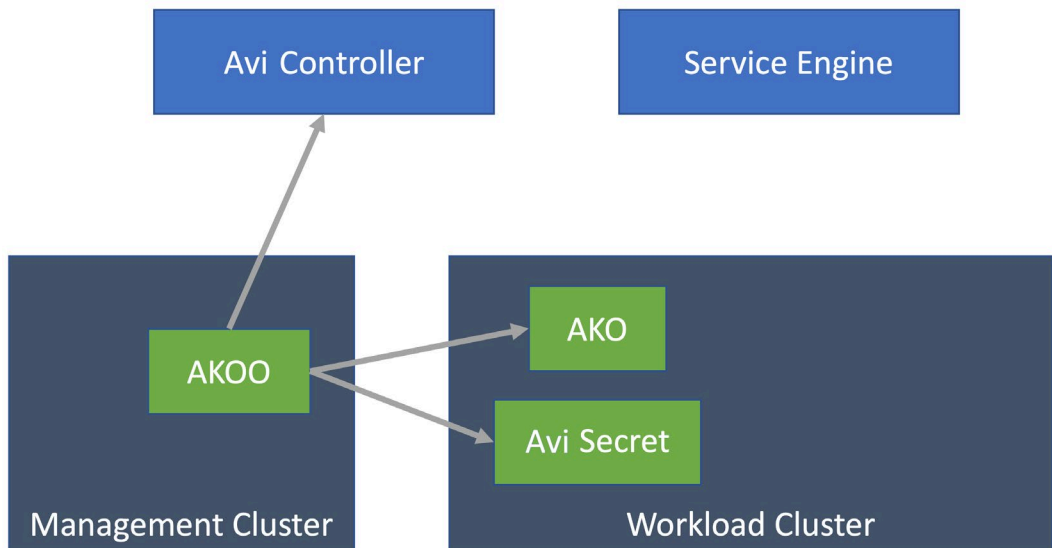 Avi Controller
Service Engine
AKOO
AKO
Avi Secret
Management Cluster
Workload Cluster